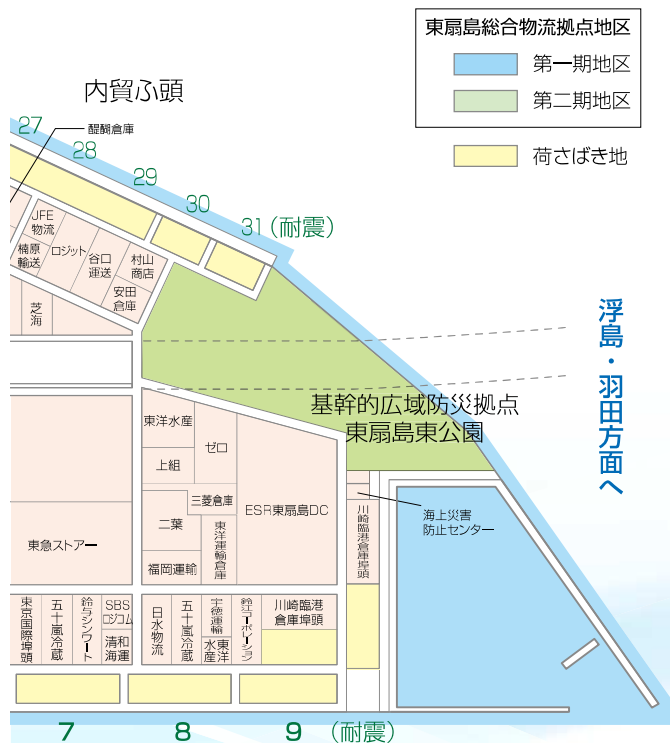 東扇島総合物流拠点地区
第一期地区
第二期地区
荷さばき地
内貿ふ頭
27
醍醐倉庫
28
29
30
31(耐震)
JFE
物流
楠原
輸送
ロジット
谷口
運送
村山
商店
安田
倉庫
芝海
浮島・羽田方面へ
基幹的広域防災拠点
東扇島東公園
東洋水産
ゼロ
上組
三菱倉庫
ESR東扇島DC
二葉
東洋運輸倉庫
福岡運輸
東急ストアー
川崎臨港倉庫埠頭
海上災害
防止センター
東京国際埠頭
五十嵐冷蔵
鈴与シンワート
SBS
ロジコム
清和
海運
日水物流
五十嵐冷蔵
宇徳運輸
東洋
水産
鈴江コーポレーション
川崎臨港
倉庫埠頭
7
8
9 (耐震)